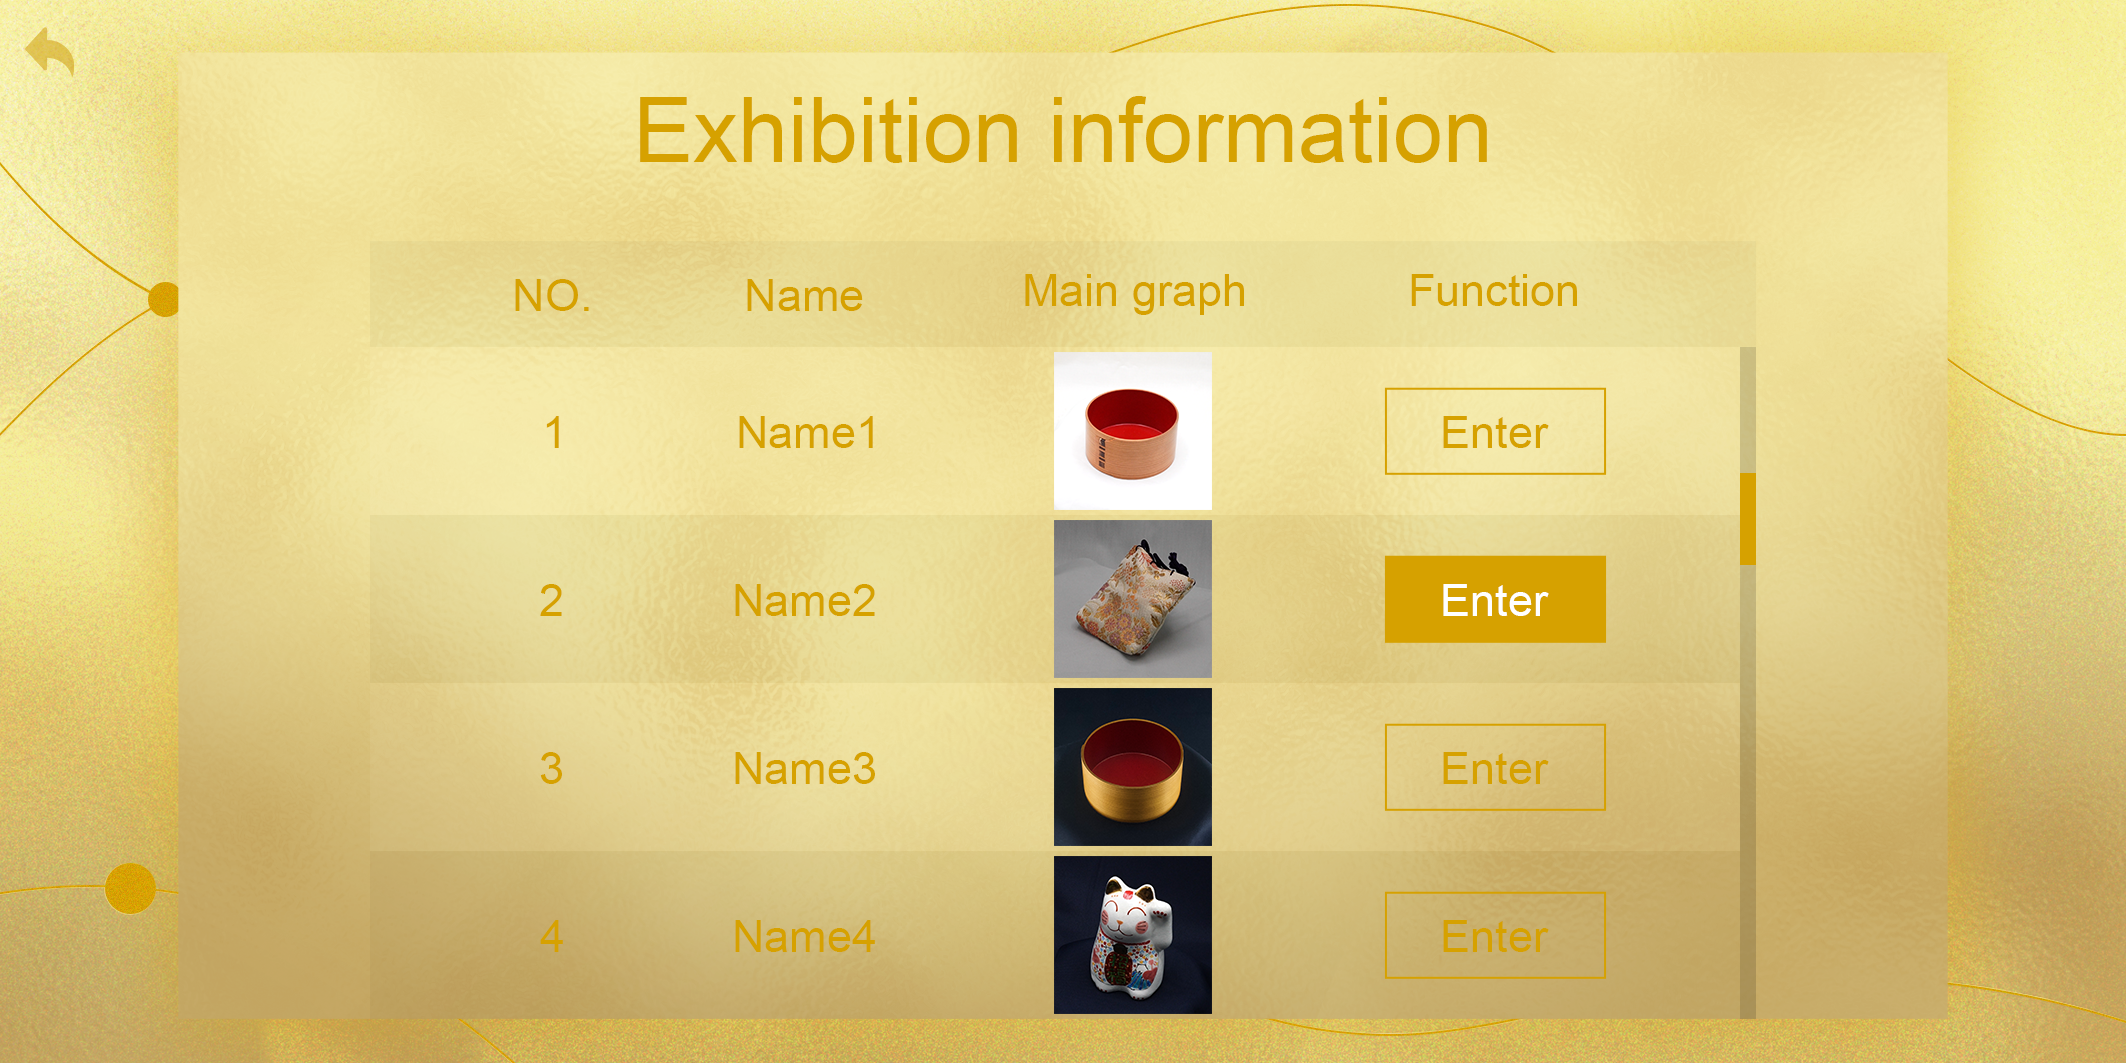 Exhibition information
NO. Name Main graph Function
1 Name1 Enter
2 Name2 Enter
3 Name3 Enter
4 Name4 Enter